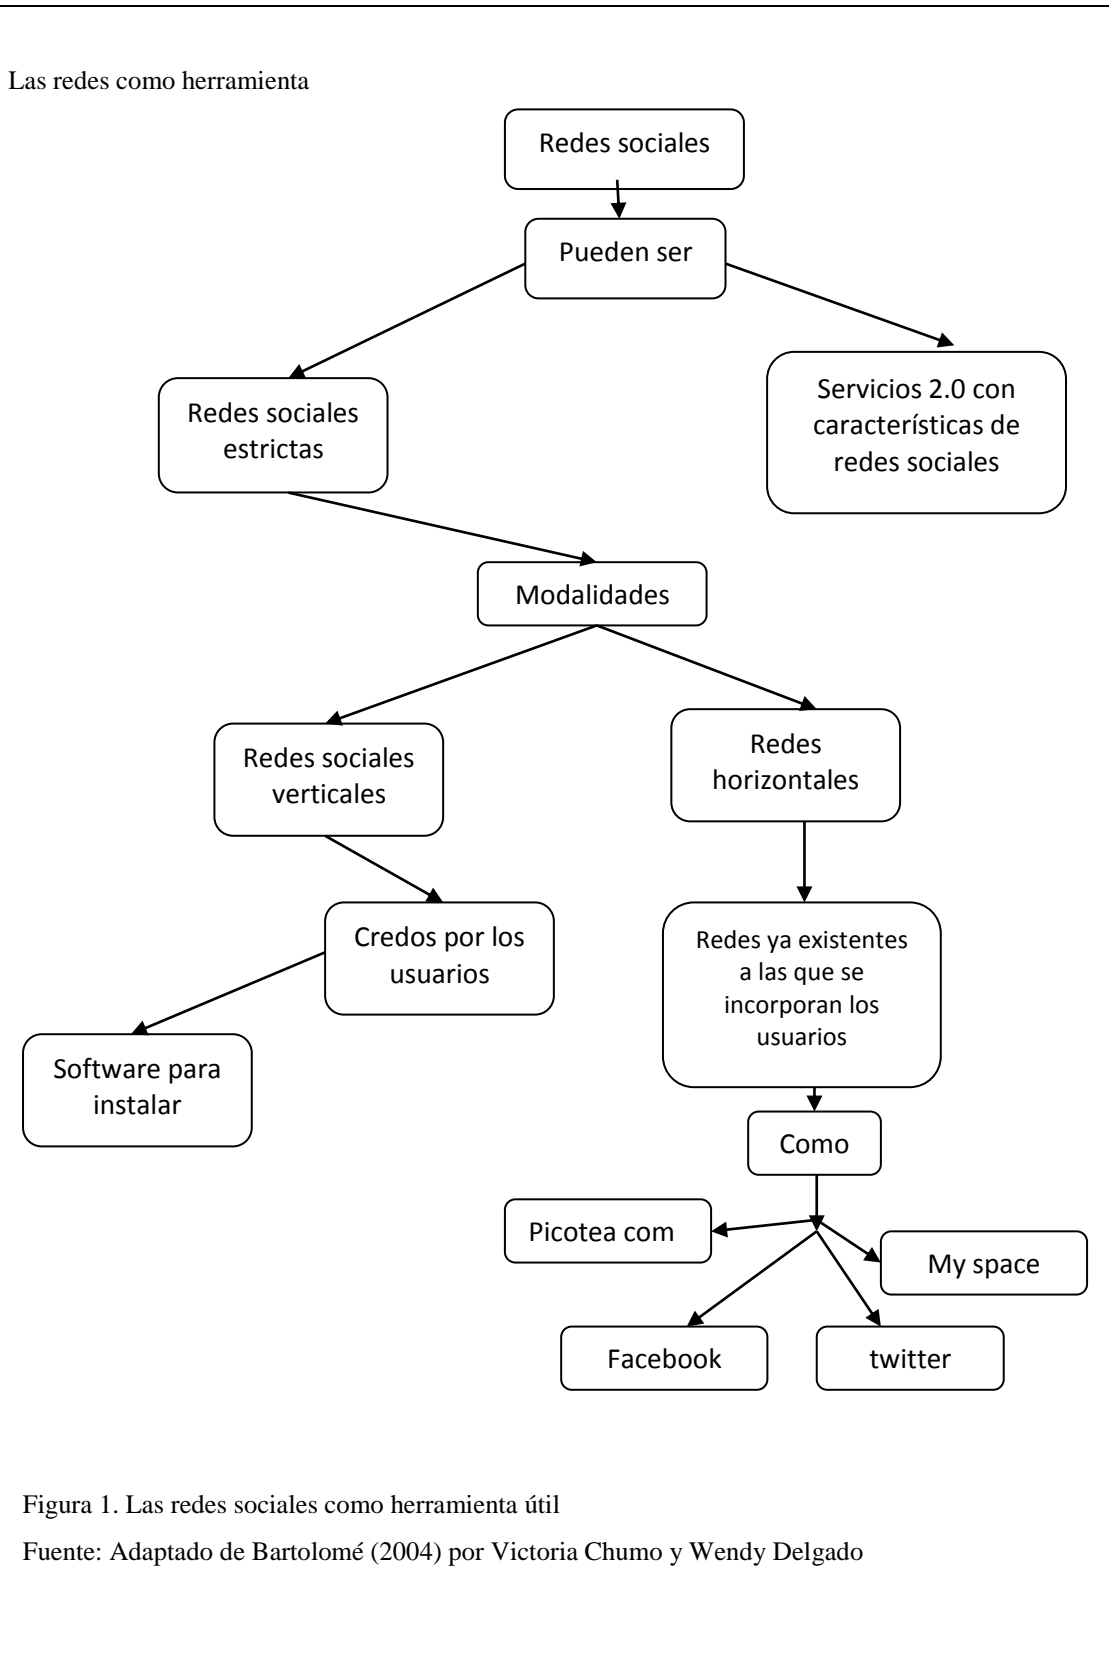 Las redes como herramienta
Redes sociales
Pueden ser
Redes sociales
estrictas
Servicios 2.0 con
características de
redes sociales
Modalidades
Redes sociales
verticales
Redes
horizontales
Credos por los
usuarios
Redes ya existentes
a las que se
incorporan los
usuarios
Software para
instalar
Como
Picotea com
My space
Facebook
twitter
Figura 1. Las redes sociales como herramienta útil
Fuente: Adaptado de Bartolomé (2004) por Victoria Chumo y Wendy Delgado